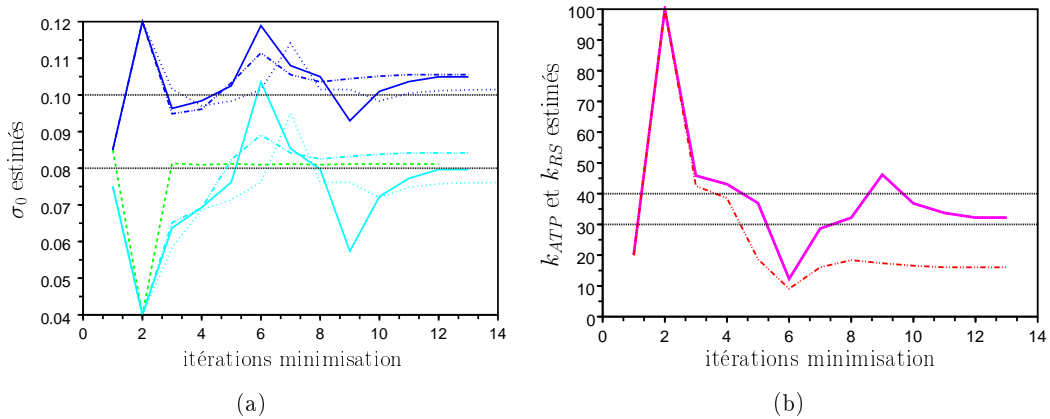 0.12
0.11
0.10
0.09
0.08
0.07
0.06
0.05
0.04
σ₀ estimés
0 2 4 6 8 10 12 14
itérations minimisation
(a)
100
90
80
70
60
50
40
30
20
10
0
k_ATP et k_RS estimés
0 2 4 6 8 10 12 14
itérations minimisation
(b)